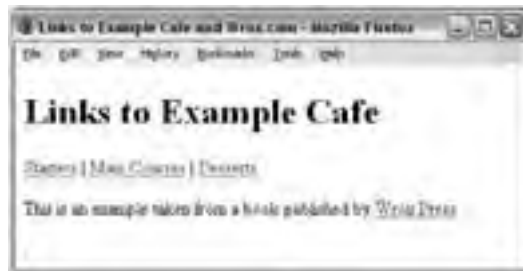 Links to Example Cafe and Wrox.com - Mozilla Firefox
File Edit View History Bookmarks Tools Help
Links to Example Cafe
Starters | Main Courses | Desserts
This is an example taken from a book published by Wrox Press